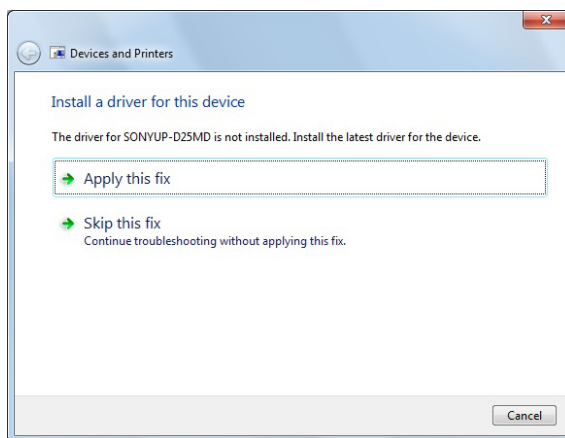 Devices and Printers
Install a driver for this device
The driver for SONYUP-D25MD is not installed. Install the latest driver for the device.
Apply this fix
Skip this fix
Continue troubleshooting without applying this fix.
Cancel